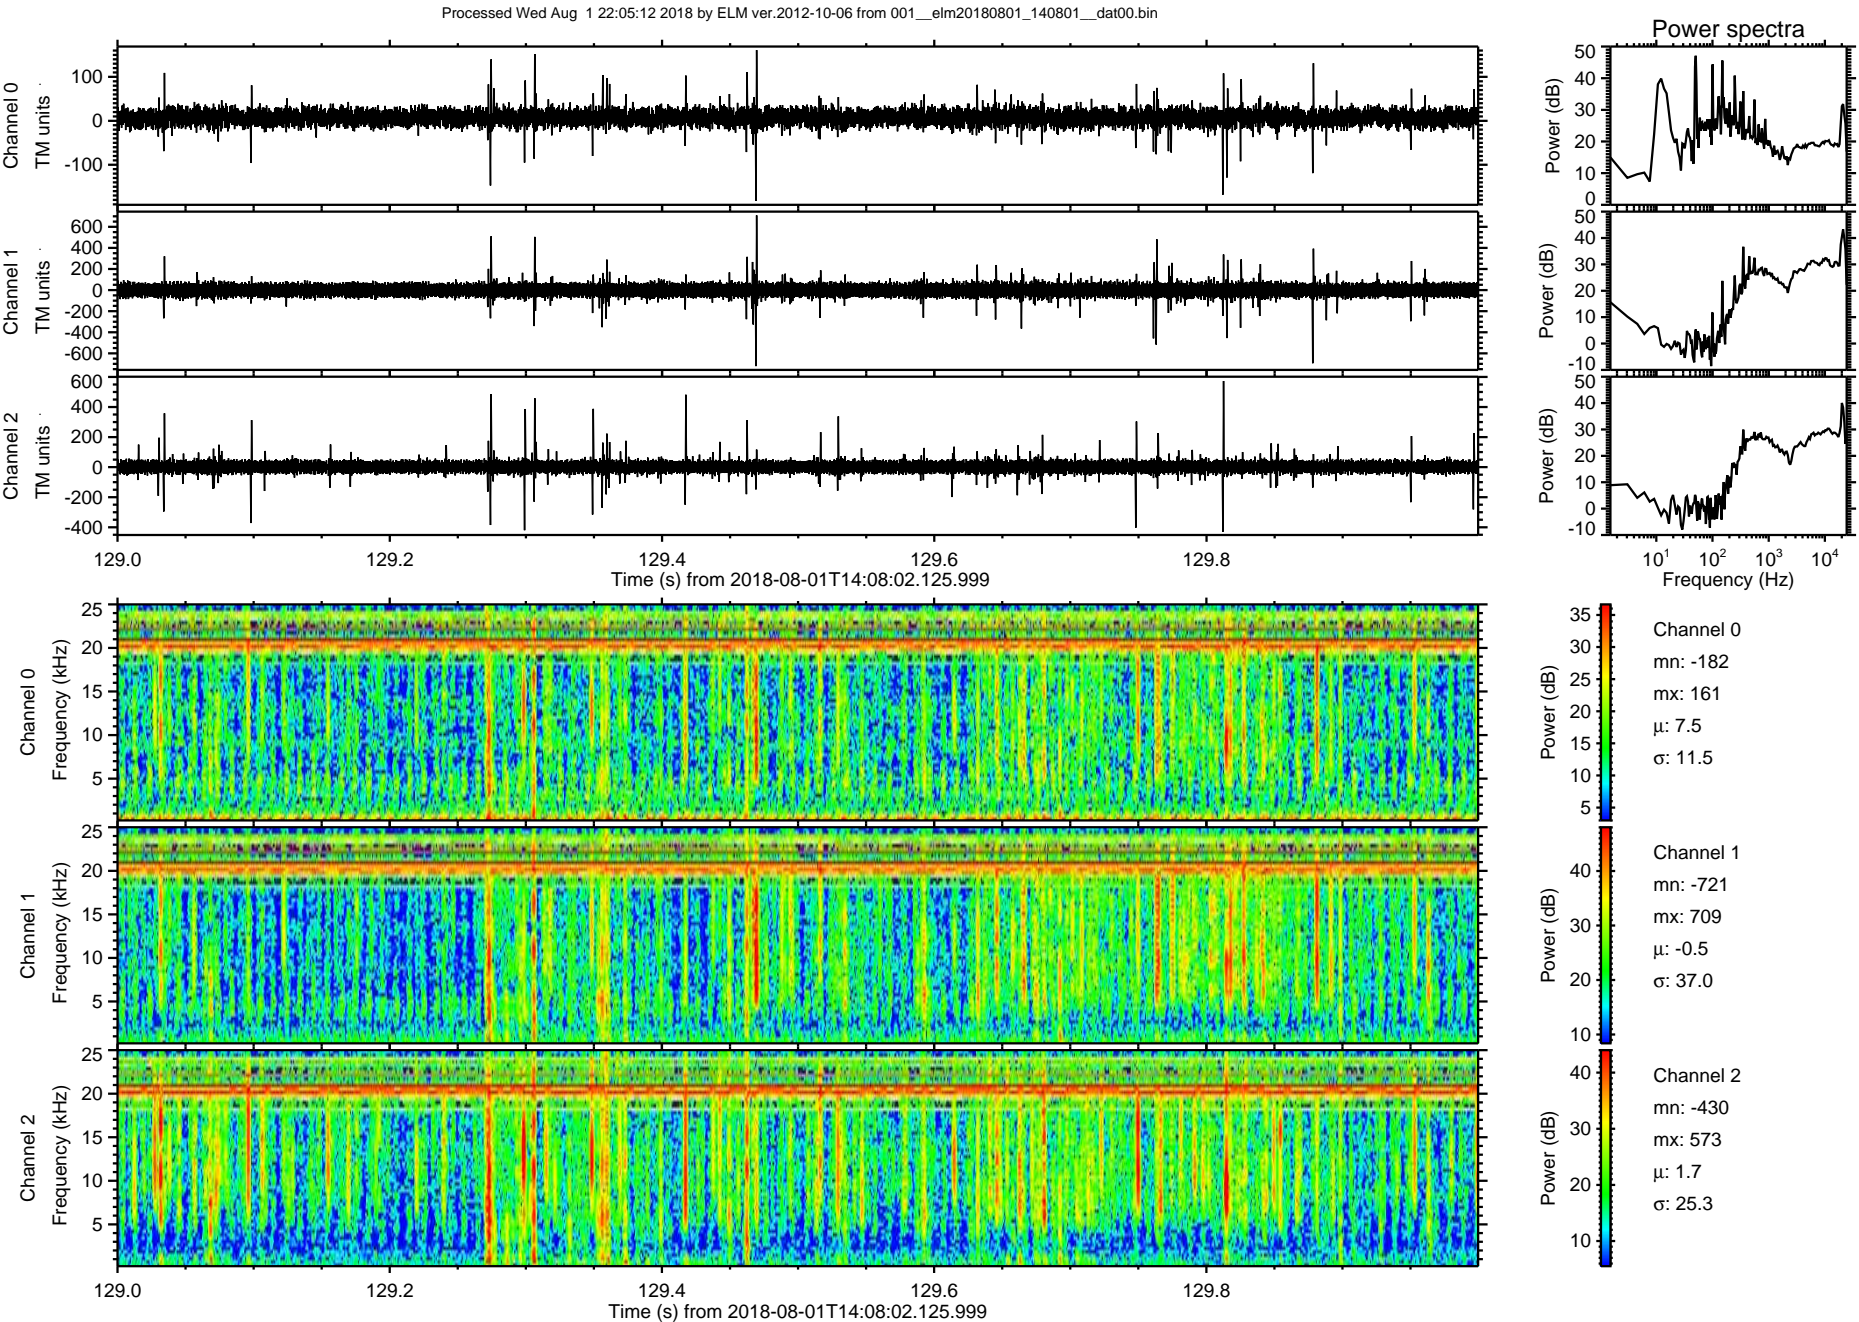 Processed Wed Aug  1 22:05:12 2018 by ELM ver.2012-10-06 from 001__elm20180801_140801__dat00.bin
Power spectra
Channel 0
TM units
100
0
-100
Power (dB)
50
40
30
20
10
0
Channel 1
TM units
600
400
200
0
-200
-400
-600
Power (dB)
50
40
30
20
10
0
-10
Channel 2
TM units
600
400
200
0
-200
-400
Power (dB)
50
40
30
20
10
0
-10
129.0 129.2 129.4 129.6 129.8
Time (s) from 2018-08-01T14:08:02.125.999
10^1 10^2 10^3 10^4
Frequency (Hz)
Channel 0
Frequency (kHz)
25
20
15
10
5
Power (dB)
35
30
25
20
15
10
5
Channel 0
mn: -182
mx: 161
μ: 7.5
σ: 11.5
Channel 1
Frequency (kHz)
25
20
15
10
5
Power (dB)
40
30
20
10
Channel 1
mn: -721
mx: 709
μ: -0.5
σ: 37.0
Channel 2
Frequency (kHz)
25
20
15
10
5
Power (dB)
40
30
20
10
Channel 2
mn: -430
mx: 573
μ: 1.7
σ: 25.3
129.0 129.2 129.4 129.6 129.8
Time (s) from 2018-08-01T14:08:02.125.999